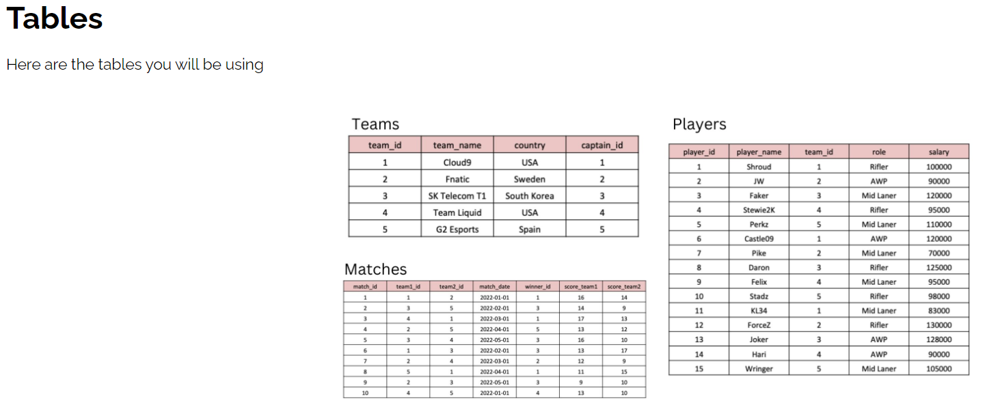 Tables
Here are the tables you will be using
Teams
team_id team_name country captain_id
1 Cloud9 USA 1
2 Fnatic Sweden 2
3 SK Telecom T1 South Korea 3
4 Team Liquid USA 4
5 G2 Esports Spain 5
Matches
match_id team1_id team2_id match_date winner_id score_team1 score_team2
1 1 2 2022-01-01 1 16 14
2 3 5 2022-02-01 3 14 9
3 4 1 2022-03-01 1 17 13
4 2 5 2022-04-01 5 13 12
5 3 4 2022-05-01 3 16 10
6 1 3 2022-02-01 3 13 17
7 2 4 2022-03-01 2 12 9
8 5 1 2022-04-01 1 11 15
9 2 3 2022-05-01 3 9 10
10 4 5 2022-01-01 4 13 10
Players
player_id player_name team_id role salary
1 Shroud 1 Rifler 100000
2 JW 2 AWP 90000
3 Faker 3 Mid Laner 120000
4 Stewie2K 4 Rifler 95000
5 Perkz 5 Mid Laner 110000
6 Castle09 1 AWP 120000
7 Pike 2 Mid Laner 70000
8 Daron 3 Rifler 125000
9 Felix 4 Mid Laner 95000
10 Stadz 5 Rifler 98000
11 KL34 1 Mid Laner 83000
12 ForceZ 2 Rifler 130000
13 Joker 3 AWP 128000
14 Hari 4 AWP 90000
15 Wringer 5 Mid Laner 105000